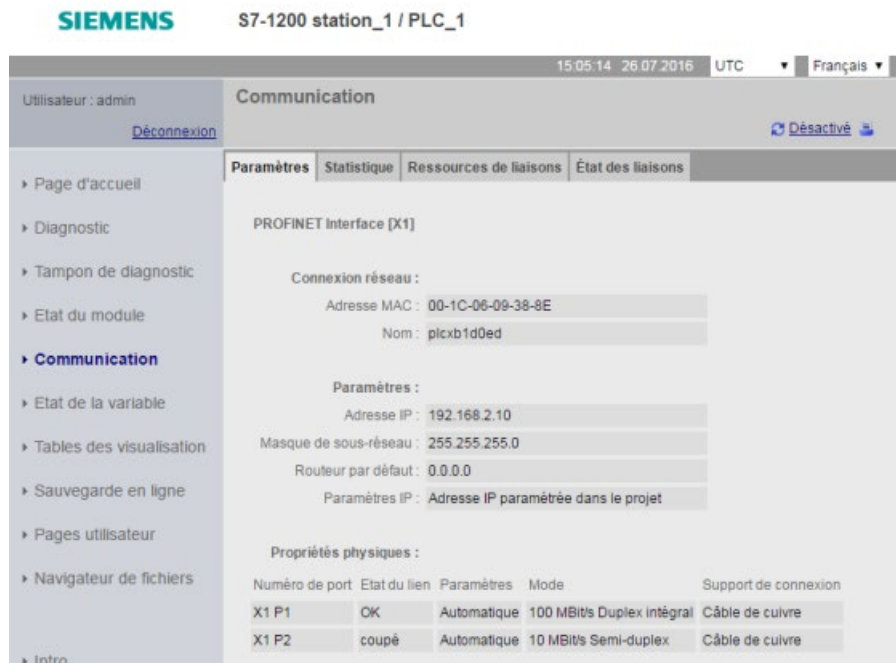 SIEMENS
S7-1200 station_1 / PLC_1
15:05:14 26.07.2016 UTC Français
Utilisateur : admin
Déconnexion
Communication
Désactivé
Page d'accueil
Diagnostic
Tampon de diagnostic
Etat du module
Communication
Etat de la variable
Tables des visualisation
Sauvegarde en ligne
Pages utilisateur
Navigateur de fichiers
Intro
Paramètres Statistique Ressources de liaisons État des liaisons
PROFINET Interface [X1]
Connexion réseau :
Adresse MAC : 00-1C-06-09-38-8E
Nom : plcxb1d0ed
Paramètres :
Adresse IP : 192.168.2.10
Masque de sous-réseau : 255.255.255.0
Routeur par défaut : 0.0.0.0
Paramètres IP : Adresse IP paramétrée dans le projet
Propriétés physiques :
Numéro de port Etat du lien Paramètres Mode Support de connexion
X1 P1 OK Automatique 100 MBit/s Duplex intégral Câble de cuivre
X1 P2 coupé Automatique 10 MBit/s Semi-duplex Câble de cuivre